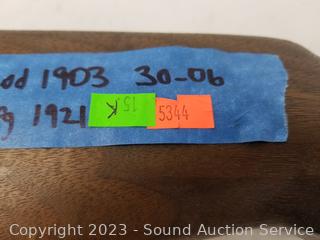 od 1903 30-06
g 1921
15K
5344
Copyright © 2023 - Sound Auction Service